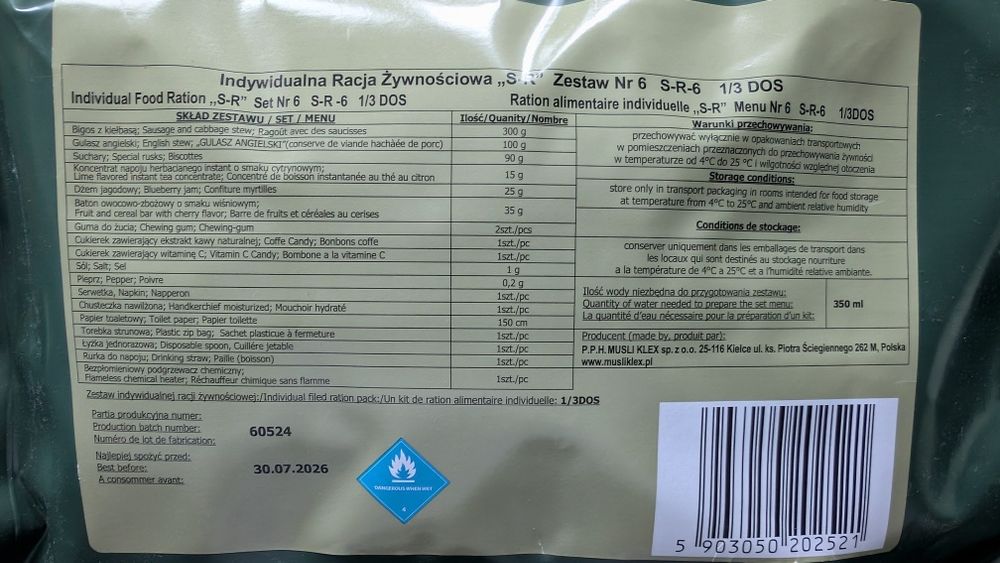 Indywidualna Racja Żywnościowa „S-R” Zestaw Nr 6 S-R-6 1/3 DOS
Individual Food Ration „S-R” Set Nr 6 S-R -6 1/3 DOS
Ration alimentaire individuelle „S-R” Menu Nr 6 S-R-6 1/3DOS
SKŁAD ZESTAWU / SET / MENU
Ilość/Quanity/Nombre
Bigos z kiełbasą; Sausage and cabbage stew; Ragoût avec des saucisses 300 g
Gulasz angielski; English stew; „GULASZ ANGIELSKI”(conserve de viande hachàée de porc) 100 g
Suchary; Special rusks; Biscottes 90 g
Koncentrat napoju herbacianego instant o smaku cytrynowym;
Lime flavored instant tea concentrate; Concentré de boisson instantanée au thé au citron 15 g
Dżem jagodowy; Blueberry jam; Confiture myrtilles 25 g
Baton owocowo-zbożowy o smaku wiśniowym;
Fruit and cereal bar with cherry flavor; Barre de fruits et céréales au cerises 35 g
Guma do żucia; Chewing gum; Chewing-gum 2szt./pcs
Cukierek zawierający ekstrakt kawy naturalnej; Coffe Candy; Bonbons coffe 1szt./pc
Cukierek zawierający witaminę C; Vitamin C Candy; Bombone a la vitamine C 1szt./pc
Sól; Salt; Sel 1 g
Pieprz; Pepper; Poivre 0,2 g
Serwetka, Napkin; Napperon 1szt./pc
Chusteczka nawilżona; Handkerchief moisturized; Mouchoir hydraté 1szt./pc
Papier toaletowy; Toilet paper; Papier toilette 150 cm
Torebka strunowa; Plastic zip bag; Sachet plasticue à fermeture 1szt./pc
Łyżka jednorazowa; Disposable spoon, Cuillére jetable 1szt./pc
Rurka do napoju; Drinking straw; Paille (boisson) 1szt./pc
Bezpłomieniowy podgrzewacz chemiczny;
Flameless chemical heater; Réchauffeur chimique sans flamme 1szt./pc
Warunki przechowywania:
przechowywać wyłącznie w opakowaniach transportowych
w pomieszczeniach przeznaczonych do przechowywania żywności
w temperaturze od 4ºC do 25 ºC i wilgotności względnej otoczenia
Storage conditions:
store only in transport packaging in rooms intended for food storage
at temperature from 4ºC to 25ºC and ambient relative humidity
Conditions de stockage:
conserver uniquement dans les emballages de transport dans
les locaux qui sont destinés au stockage nourriture
a la température de 4ºC a 25ºC et a l’humidité relative ambiante.
Ilość wody niezbędna do przygotowania zestawu:
Quantity of water needed to prepare the set menu: 350 ml
La quantité d’eau nécessaire pour la préparation d’un kit:
Producent (made by, produit par):
P.P.H. MUSLI KLEX sp. z o.o. 25-116 Kielce ul. ks. Piotra Ściegiennego 262 M, Polska
www.musliklex.pl
Zestaw indywidualnej racji żywnościowej:/Individual filed ration pack:/Un kit de ration alimentaire individuelle: 1/3DOS
Partia produkcyjna numer:
Production batch number: 60524
Numéro de lot de fabrication:
Najlepiej spożyć przed:
Best before: 30.07.2026
A consommer avant:
DANGEROUS WHEN WET
4
5 903050 202521